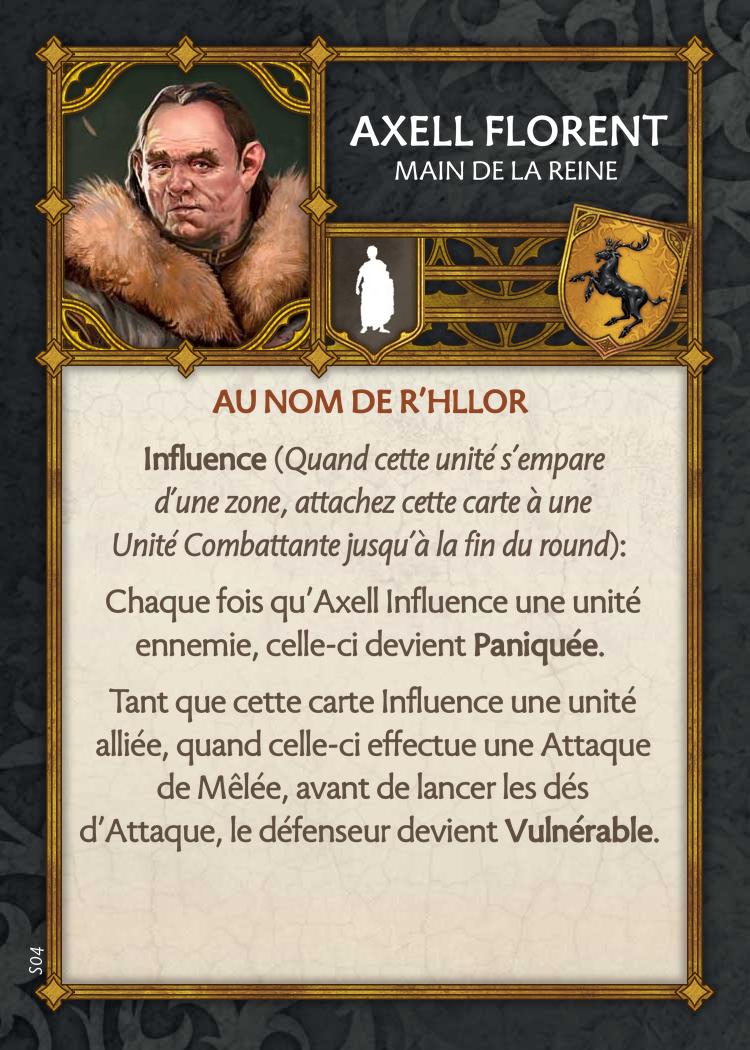 AXELL FLORENT
MAIN DE LA REINE
AU NOM DE R'HLLOR
Influence (Quand cette unité s'empare
d'une zone, attachez cette carte à une
Unité Combattante jusqu'à la fin du round):
Chaque fois qu'Axell Influence une unité
ennemie, celle-ci devient Paniquée.
Tant que cette carte Influence une unité
alliée, quand celle-ci effectue une Attaque
de Mêlée, avant de lancer les dés
d'Attaque, le défenseur devient Vulnérable.
S04